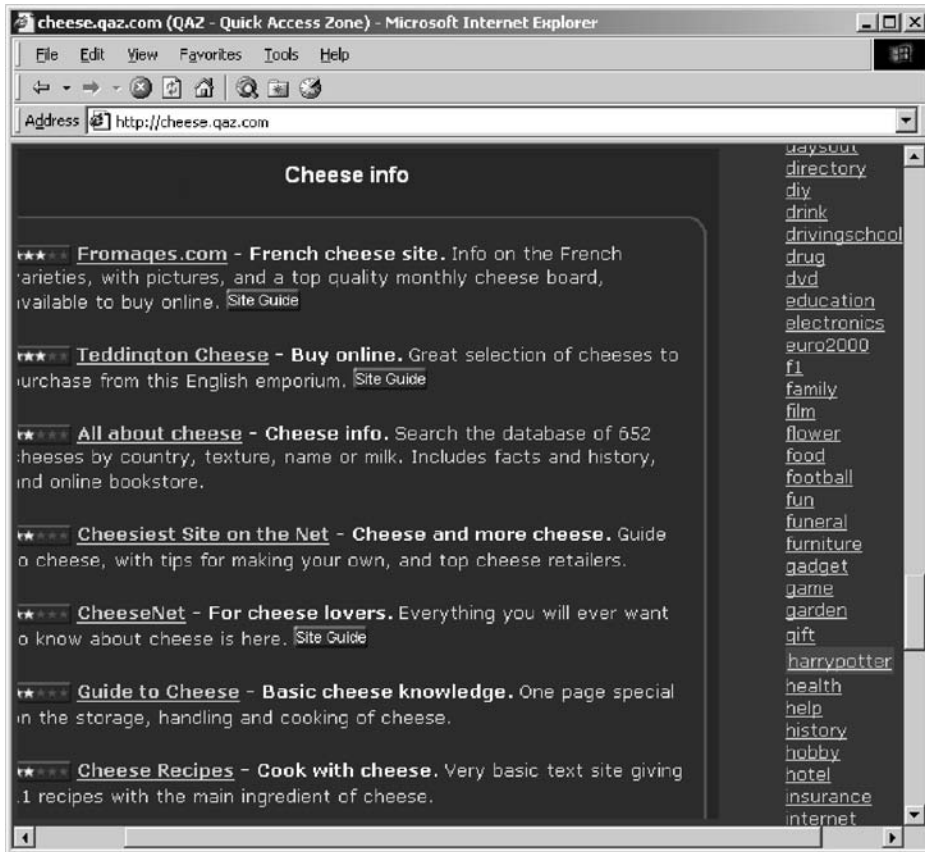 cheese.qaz.com (QAZ - Quick Access Zone) - Microsoft Internet Explorer
File Edit View Favorites Tools Help
Address http://cheese.qaz.com
Cheese info
Fromages.com - French cheese site. Info on the French
arieties, with pictures, and a top quality monthly cheese board,
vailable to buy online. Site Guide
Teddington Cheese - Buy online. Great selection of cheeses to
urchase from this English emporium. Site Guide
All about cheese - Cheese info. Search the database of 652
heeses by country, texture, name or milk. Includes facts and history,
nd online bookstore.
Cheesiest Site on the Net - Cheese and more cheese. Guide
o cheese, with tips for making your own, and top cheese retailers.
CheeseNet - For cheese lovers. Everything you will ever want
o know about cheese is here. Site Guide
Guide to Cheese - Basic cheese knowledge. One page special
n the storage, handling and cooking of cheese.
Cheese Recipes - Cook with cheese. Very basic text site giving
1 recipes with the main ingredient of cheese.
daysout
directory
diy
drink
drivingschool
drug
dvd
education
electronics
euro2000
f1
family
film
flower
food
football
fun
funeral
furniture
gadget
game
garden
gift
harrypotter
health
help
history
hobby
hotel
insurance
internet